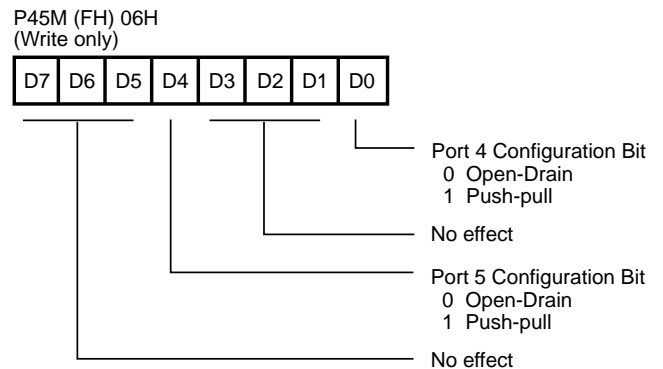 P45M (FH) 06H
(Write only)
D7 D6 D5 D4 D3 D2 D1 D0
Port 4 Configuration Bit
0 Open-Drain
1 Push-pull
No effect
Port 5 Configuration Bit
0 Open-Drain
1 Push-pull
No effect